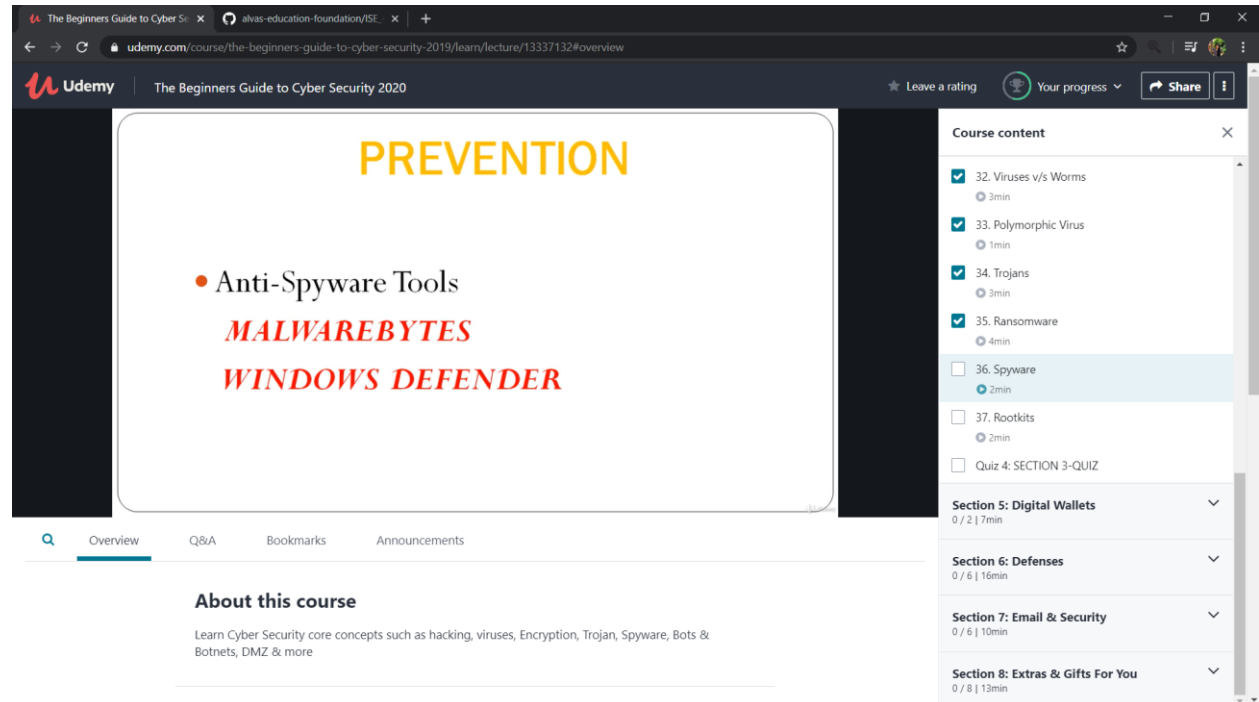 The Beginners Guide to Cyber Se
alvas-education-foundation/ISE_
udemy.com/course/the-beginners-guide-to-cyber-security-2019/learn/lecture/13337132#overview
Udemy
The Beginners Guide to Cyber Security 2020
Leave a rating
Your progress
Share
PREVENTION
• Anti-Spyware Tools
MALWAREBYTES
WINDOWS DEFENDER
Course content
32. Viruses v/s Worms
3min
33. Polymorphic Virus
1min
34. Trojans
3min
35. Ransomware
4min
36. Spyware
2min
37. Rootkits
2min
Quiz 4: SECTION 3-QUIZ
Section 5: Digital Wallets
0 / 2 | 7min
Section 6: Defenses
0 / 6 | 16min
Section 7: Email & Security
0 / 6 | 10min
Section 8: Extras & Gifts For You
0 / 8 | 13min
Overview
Q&A
Bookmarks
Announcements
About this course
Learn Cyber Security core concepts such as hacking, viruses, Encryption, Trojan, Spyware, Bots &
Botnets, DMZ & more